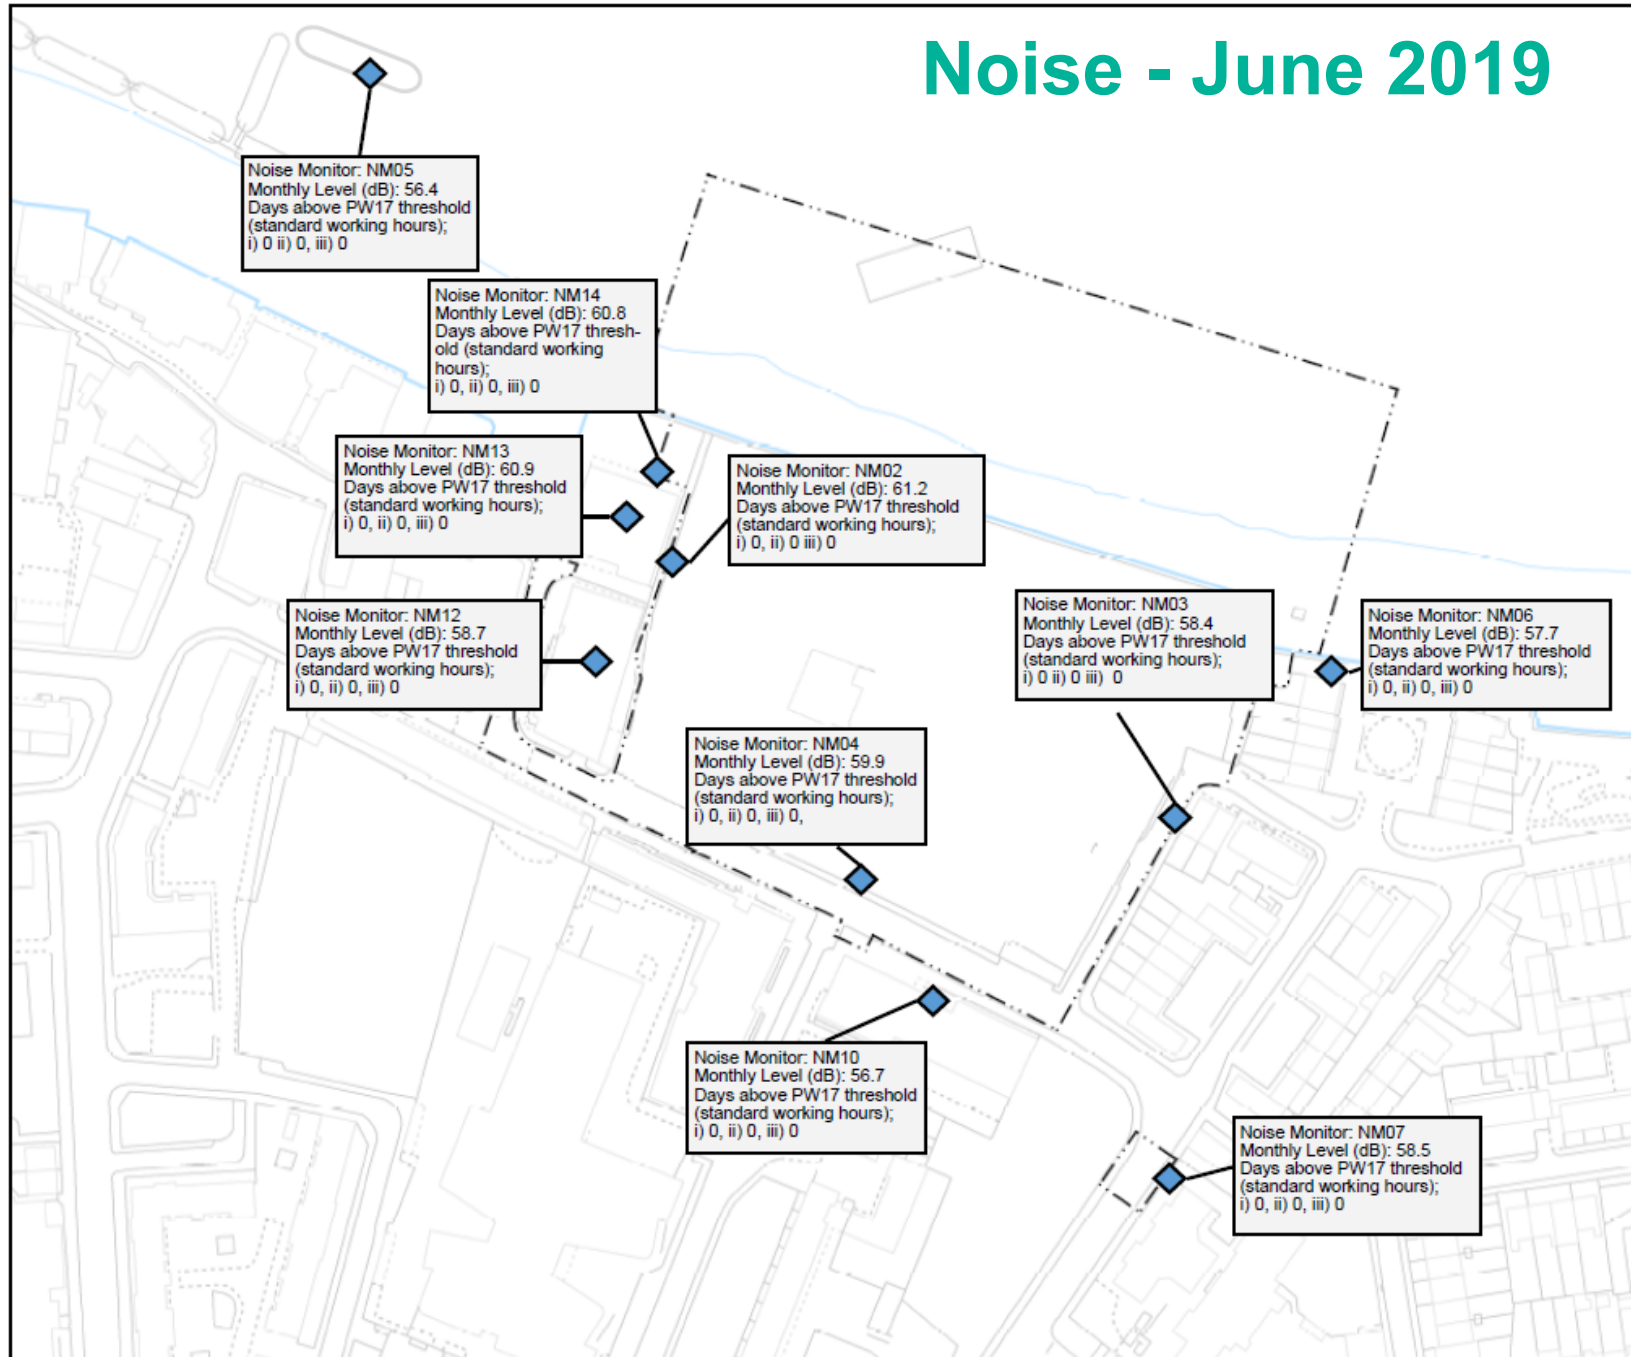 Noise - June 2019
Noise Monitor: NM05
Monthly Level (dB): 56.4
Days above PW17 threshold
(standard working hours);
i) 0 ii) 0, iii) 0
Noise Monitor: NM14
Monthly Level (dB): 60.8
Days above PW17 thresh-
old (standard working
hours);
i) 0, ii) 0, iii) 0
Noise Monitor: NM13
Monthly Level (dB): 60.9
Days above PW17 threshold
(standard working hours);
i) 0, ii) 0, iii) 0
Noise Monitor: NM02
Monthly Level (dB): 61.2
Days above PW17 threshold
(standard working hours);
i) 0, ii) 0 iii) 0
Noise Monitor: NM12
Monthly Level (dB): 58.7
Days above PW17 threshold
(standard working hours);
i) 0, ii) 0, iii) 0
Noise Monitor: NM03
Monthly Level (dB): 58.4
Days above PW17 threshold
(standard working hours);
i) 0 ii) 0 iii)  0
Noise Monitor: NM06
Monthly Level (dB): 57.7
Days above PW17 threshold
(standard working hours);
i) 0, ii) 0, iii) 0
Noise Monitor: NM04
Monthly Level (dB): 59.9
Days above PW17 threshold
(standard working hours);
i) 0, ii) 0, iii) 0,
Noise Monitor: NM10
Monthly Level (dB): 56.7
Days above PW17 threshold
(standard working hours);
i) 0, ii) 0, iii) 0
Noise Monitor: NM07
Monthly Level (dB): 58.5
Days above PW17 threshold
(standard working hours);
i) 0, ii) 0, iii) 0